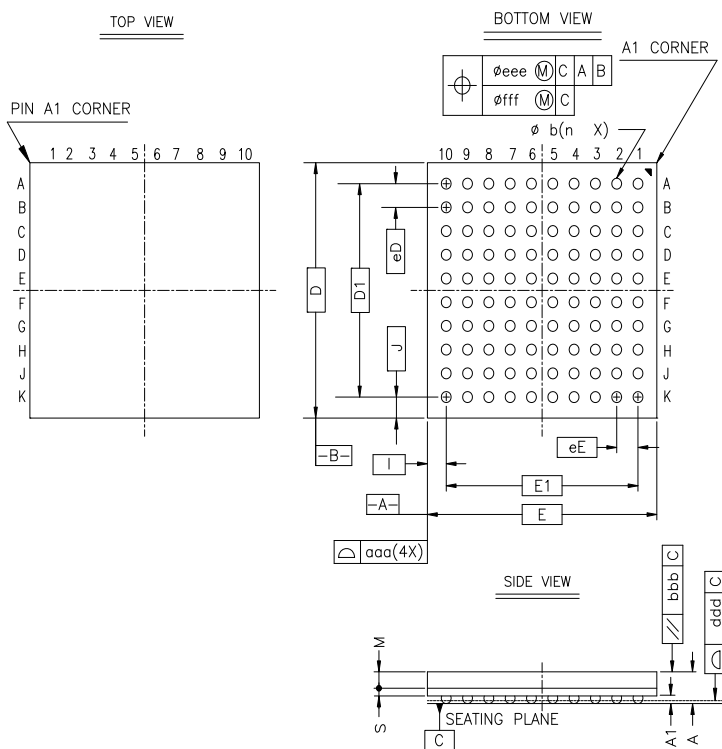 TOP VIEW
BOTTOM VIEW
A1 CORNER
øeee Ⓜ C A B
øfff Ⓜ C
PIN A1 CORNER
ø b(n X)
1 2 3 4 5 6 7 8 9 10
10 9 8 7 6 5 4 3 2 1
A A A
B B B
C C C
D D D
E E E
F F F
G G G
H H H
J J J
K K K
eD
D
D1
J
-B-
I
eE
E1
-A-
E
aaa(4X)
SIDE VIEW
bbb C
ddd C
M
S
SEATING PLANE
C
A1
A